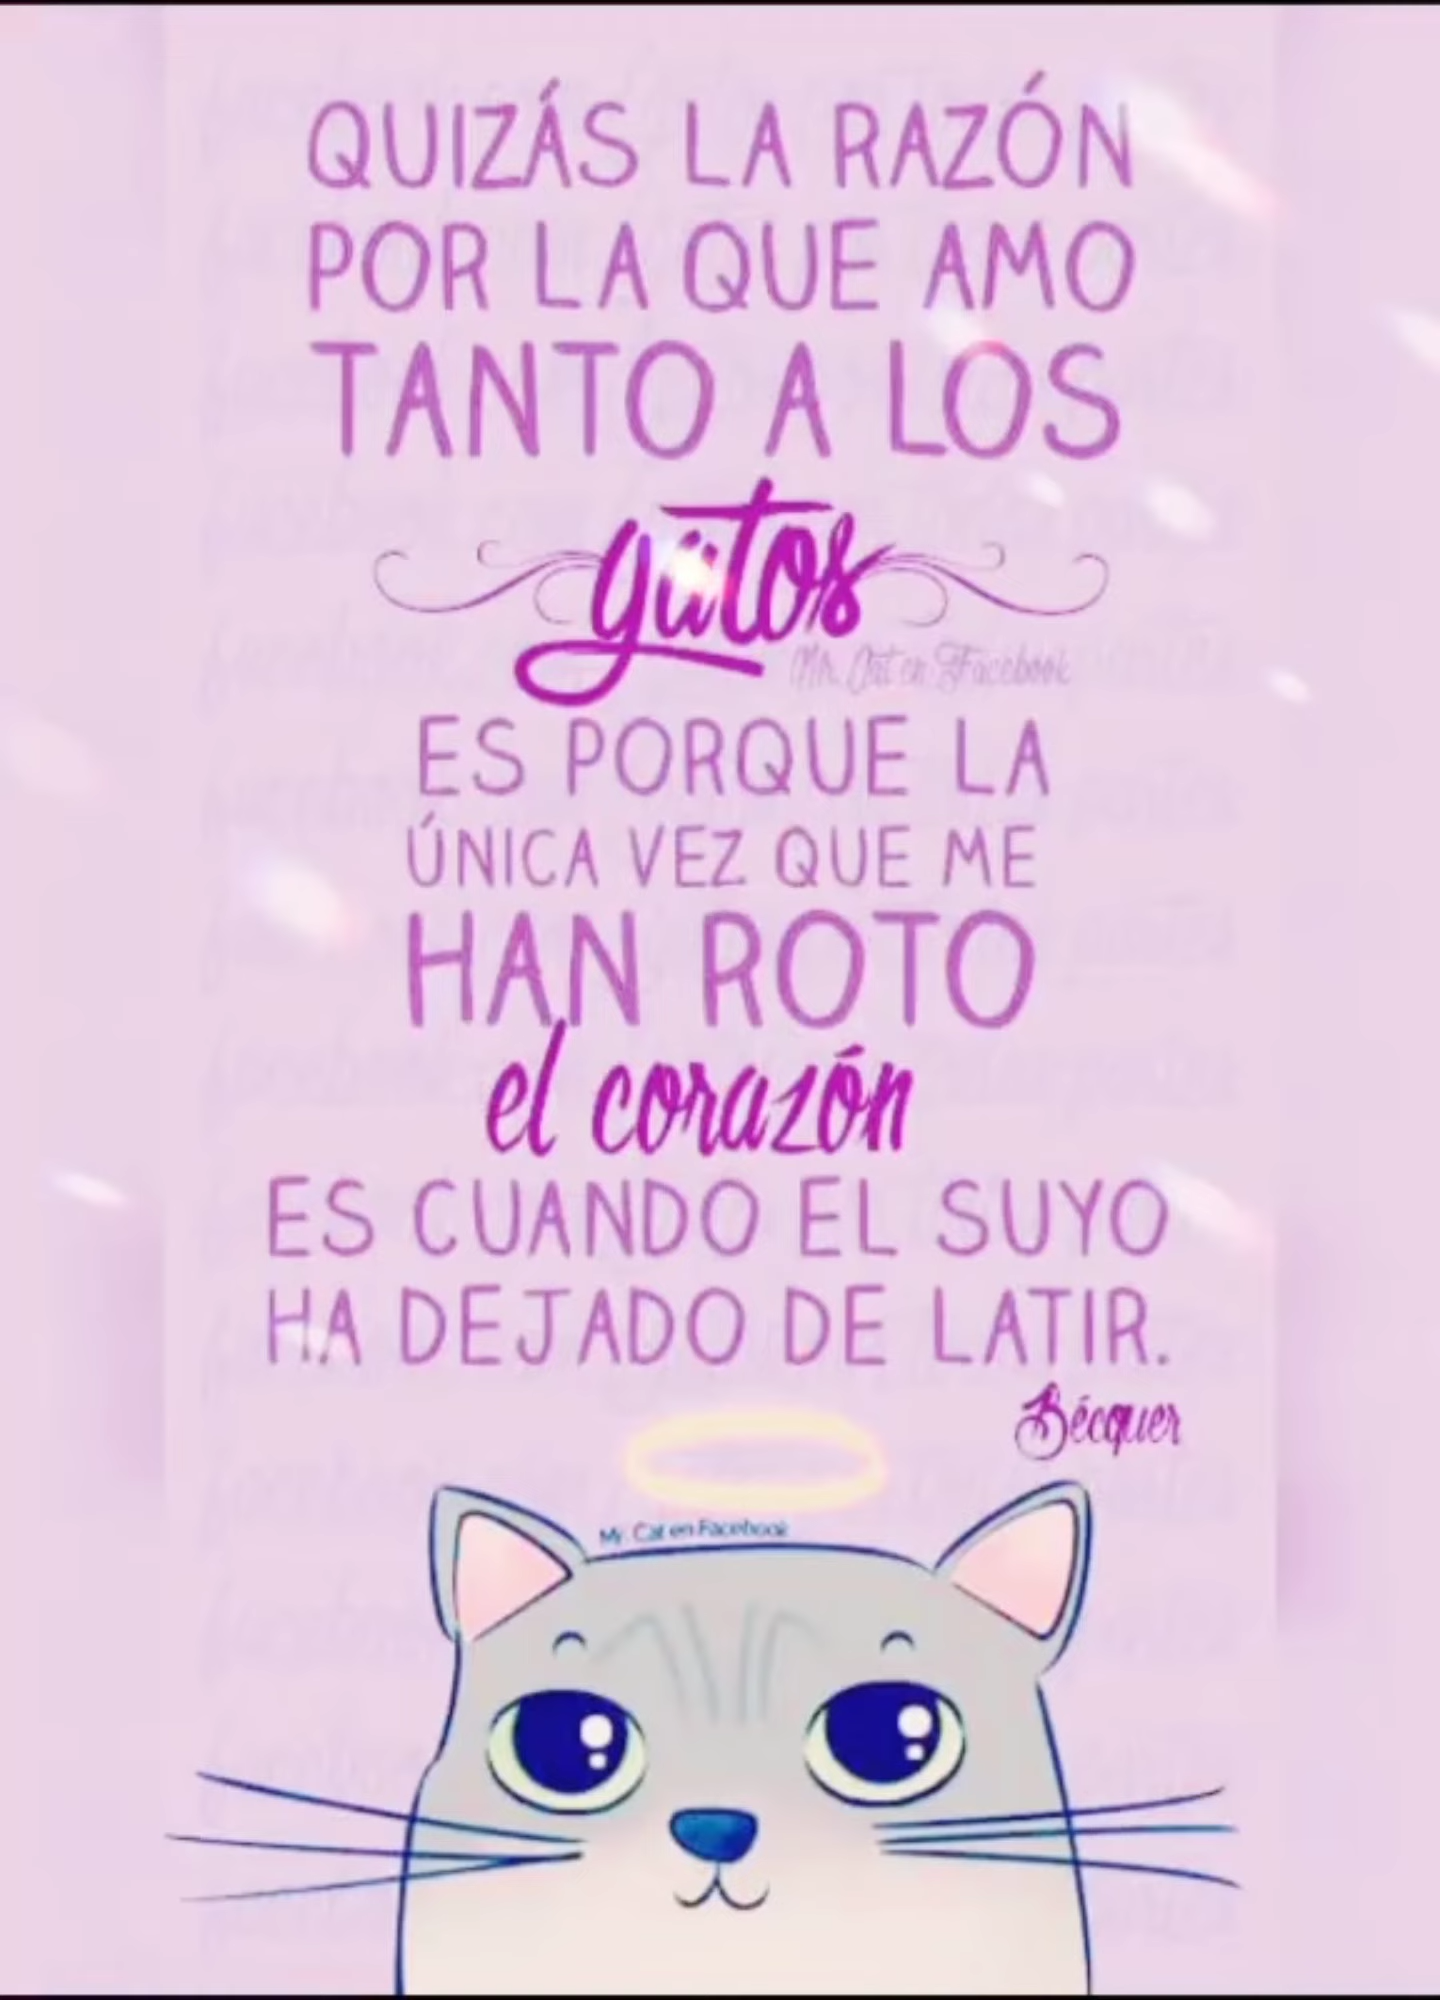 QUIZÁS LA RAZÓN
POR LA QUE AMO
TANTO A LOS
gatos
Mr. Cat en Facebook
ES PORQUE LA
ÚNICA VEZ QUE ME
HAN ROTO
el corazón
ES CUANDO EL SUYO
HA DEJADO DE LATIR.
Bécquer
Mr. Cat en Facebook